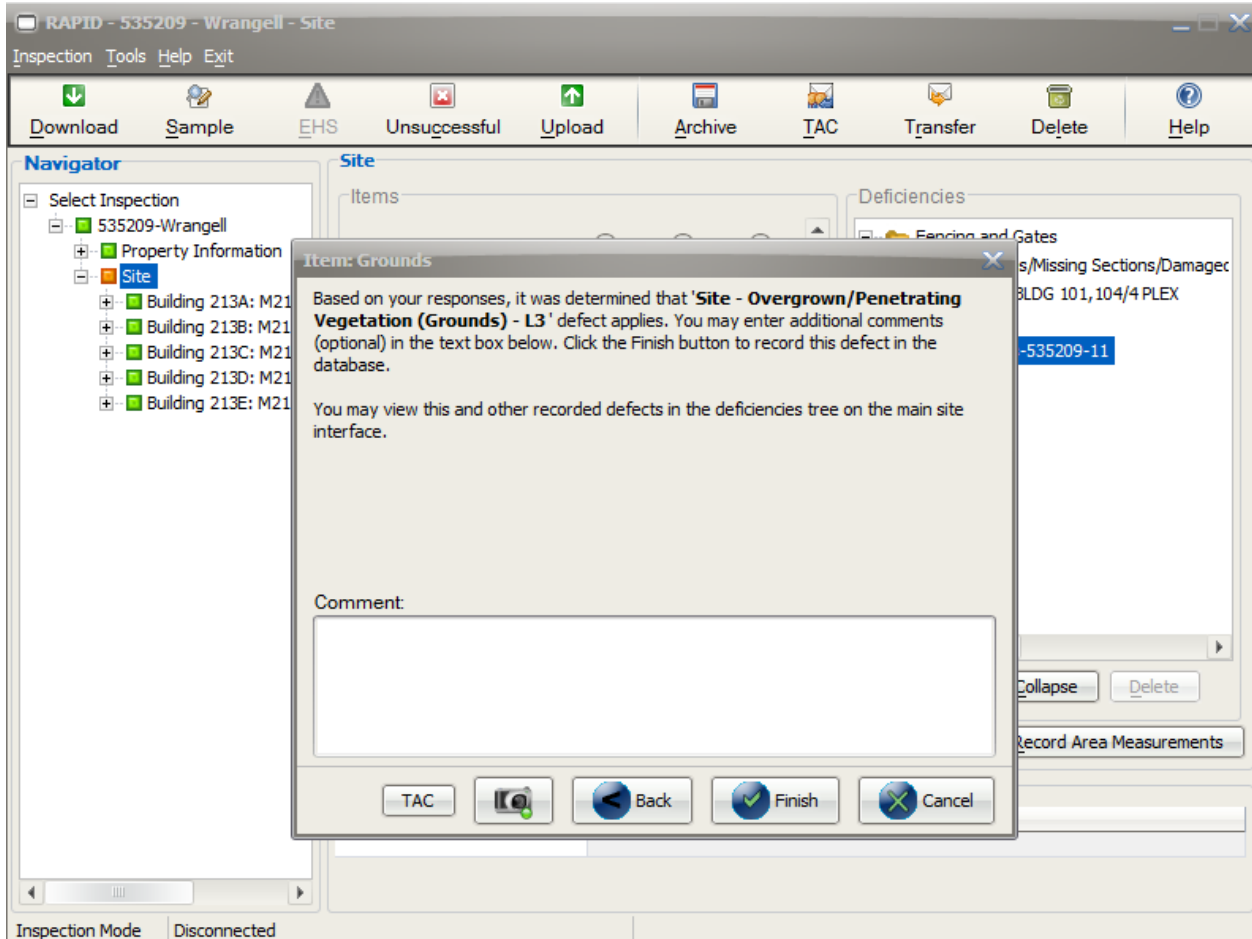 RAPID - 535209 - Wrangell - Site
Inspection Tools Help Exit
Download Sample EHS Unsuccessful Upload Archive TAC Transfer Delete Help
Navigator
Select Inspection
535209-Wrangell
Property Information
Site
Building 213A: M21
Building 213B: M21
Building 213C: M21
Building 213D: M21
Building 213E: M21
Site
Items
Deficiencies
Fencing and Gates
s/Missing Sections/Damaged
BLDG 101,104/4 PLEX
-535209-11
Collapse Delete
Record Area Measurements
Item: Grounds
Based on your responses, it was determined that 'Site - Overgrown/Penetrating
Vegetation (Grounds) - L3 ' defect applies. You may enter additional comments
(optional) in the text box below. Click the Finish button to record this defect in the
database.
You may view this and other recorded defects in the deficiencies tree on the main site
interface.
Comment:
TAC Back Finish Cancel
Inspection Mode Disconnected